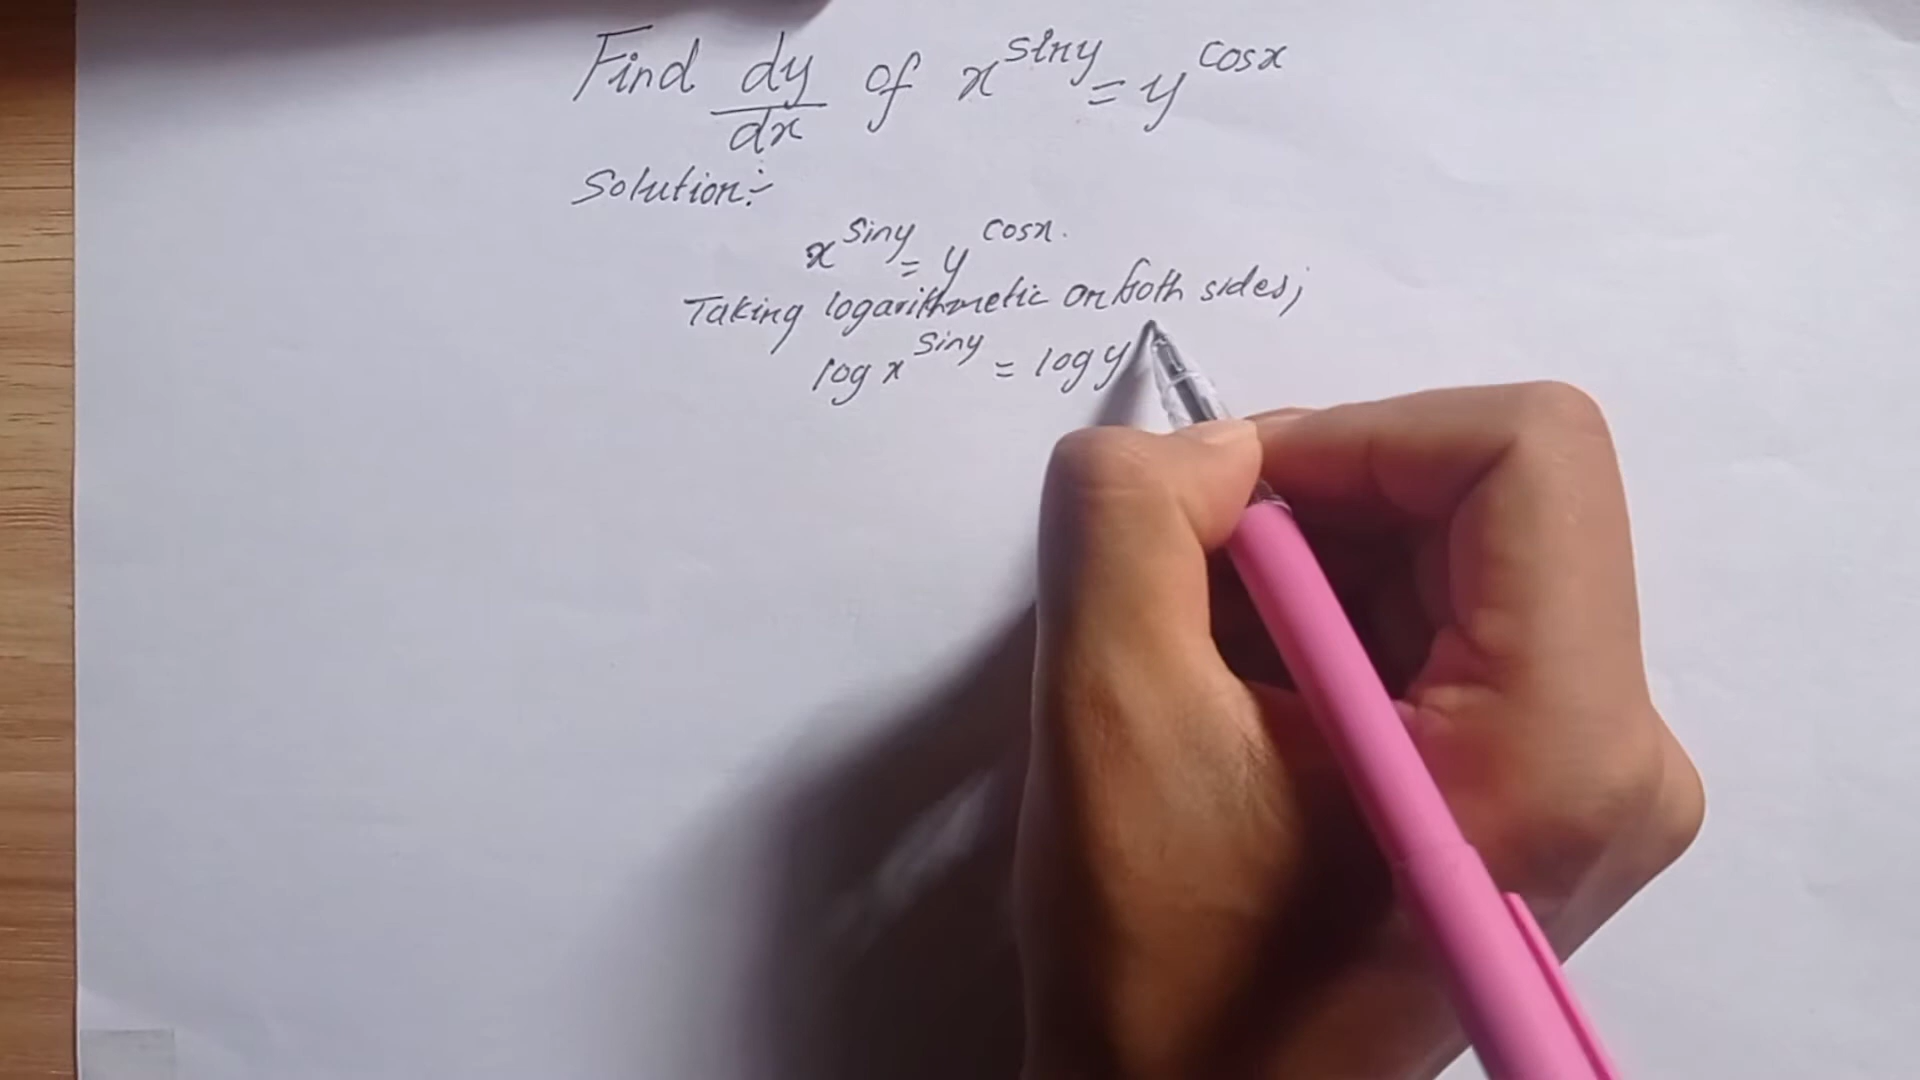 Find dy/dx of x^siny = y^cosx
Solution:-
x^siny = y^cosx.
Taking logarithmetic on both sides;
log x^siny = log y